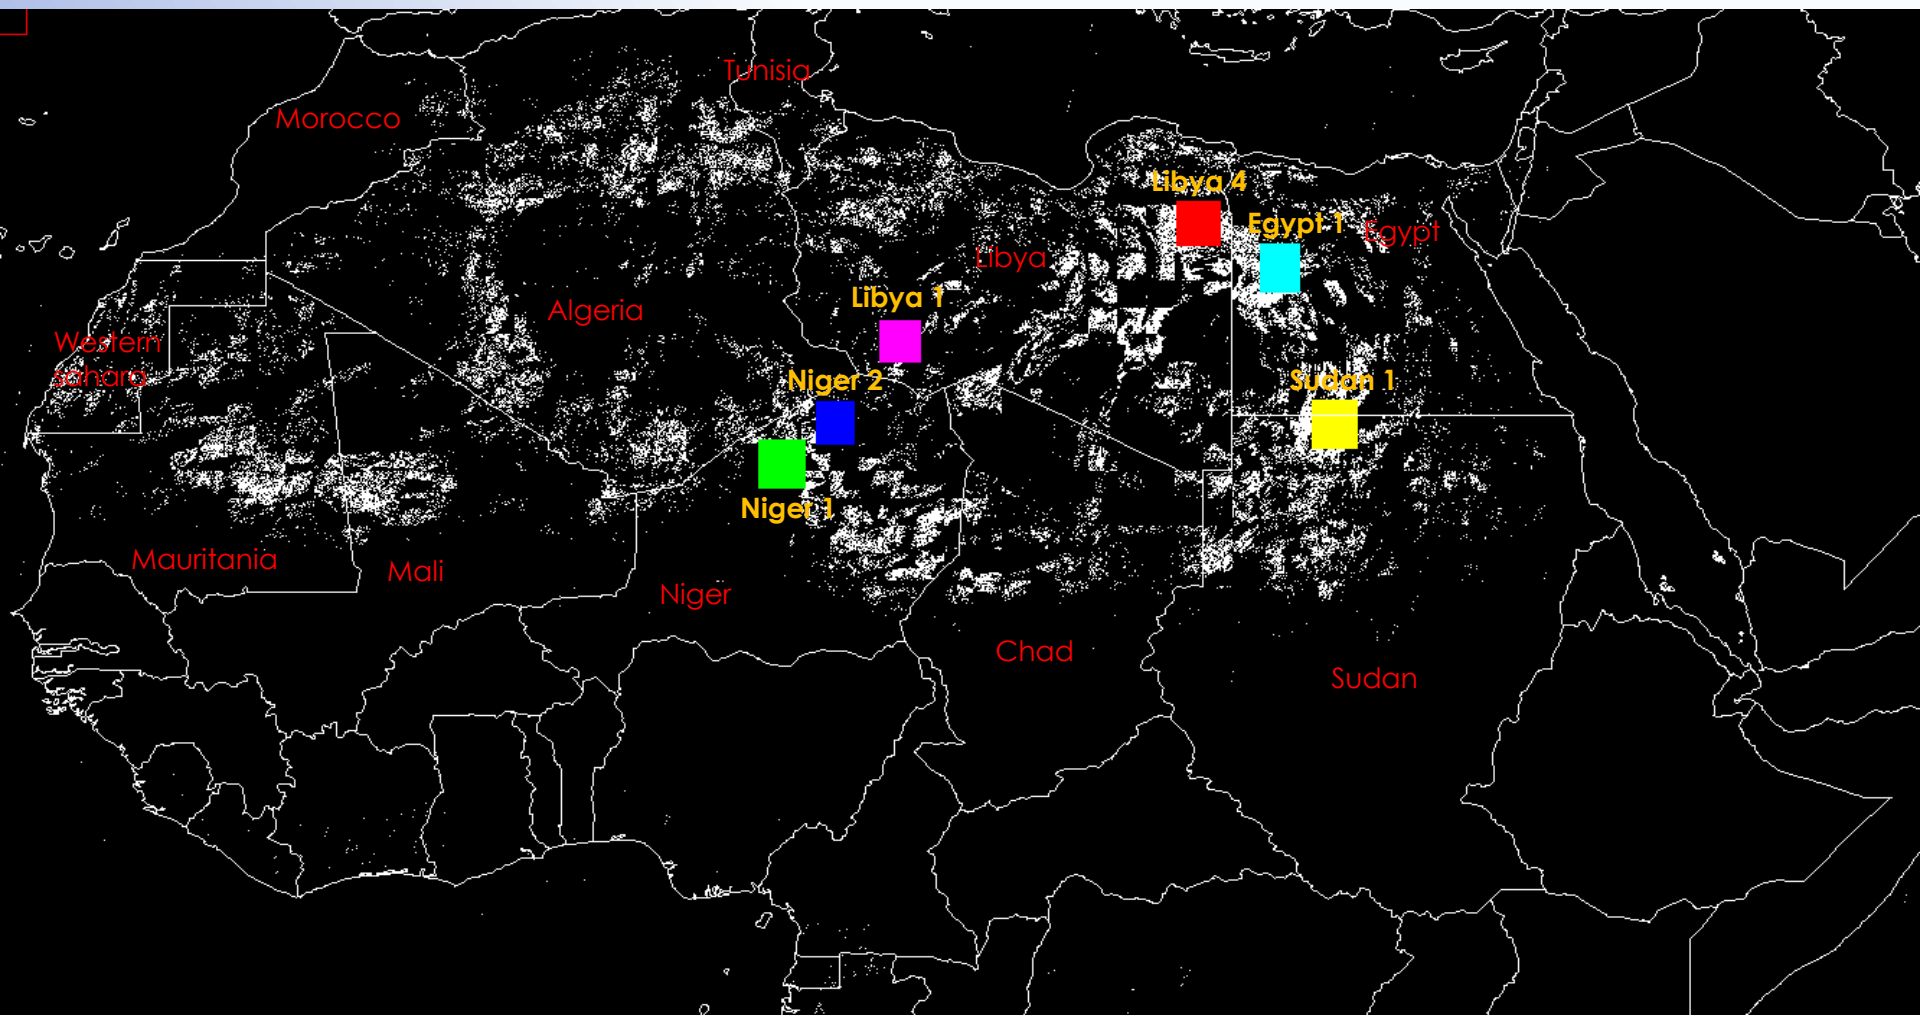 Tunisia
Morocco
Libya 4
Egypt 1
Egypt
Libya
Libya 1
Algeria
Western
sahara
Niger 2
Sudan 1
Niger 1
Mauritania
Mali
Niger
Chad
Sudan